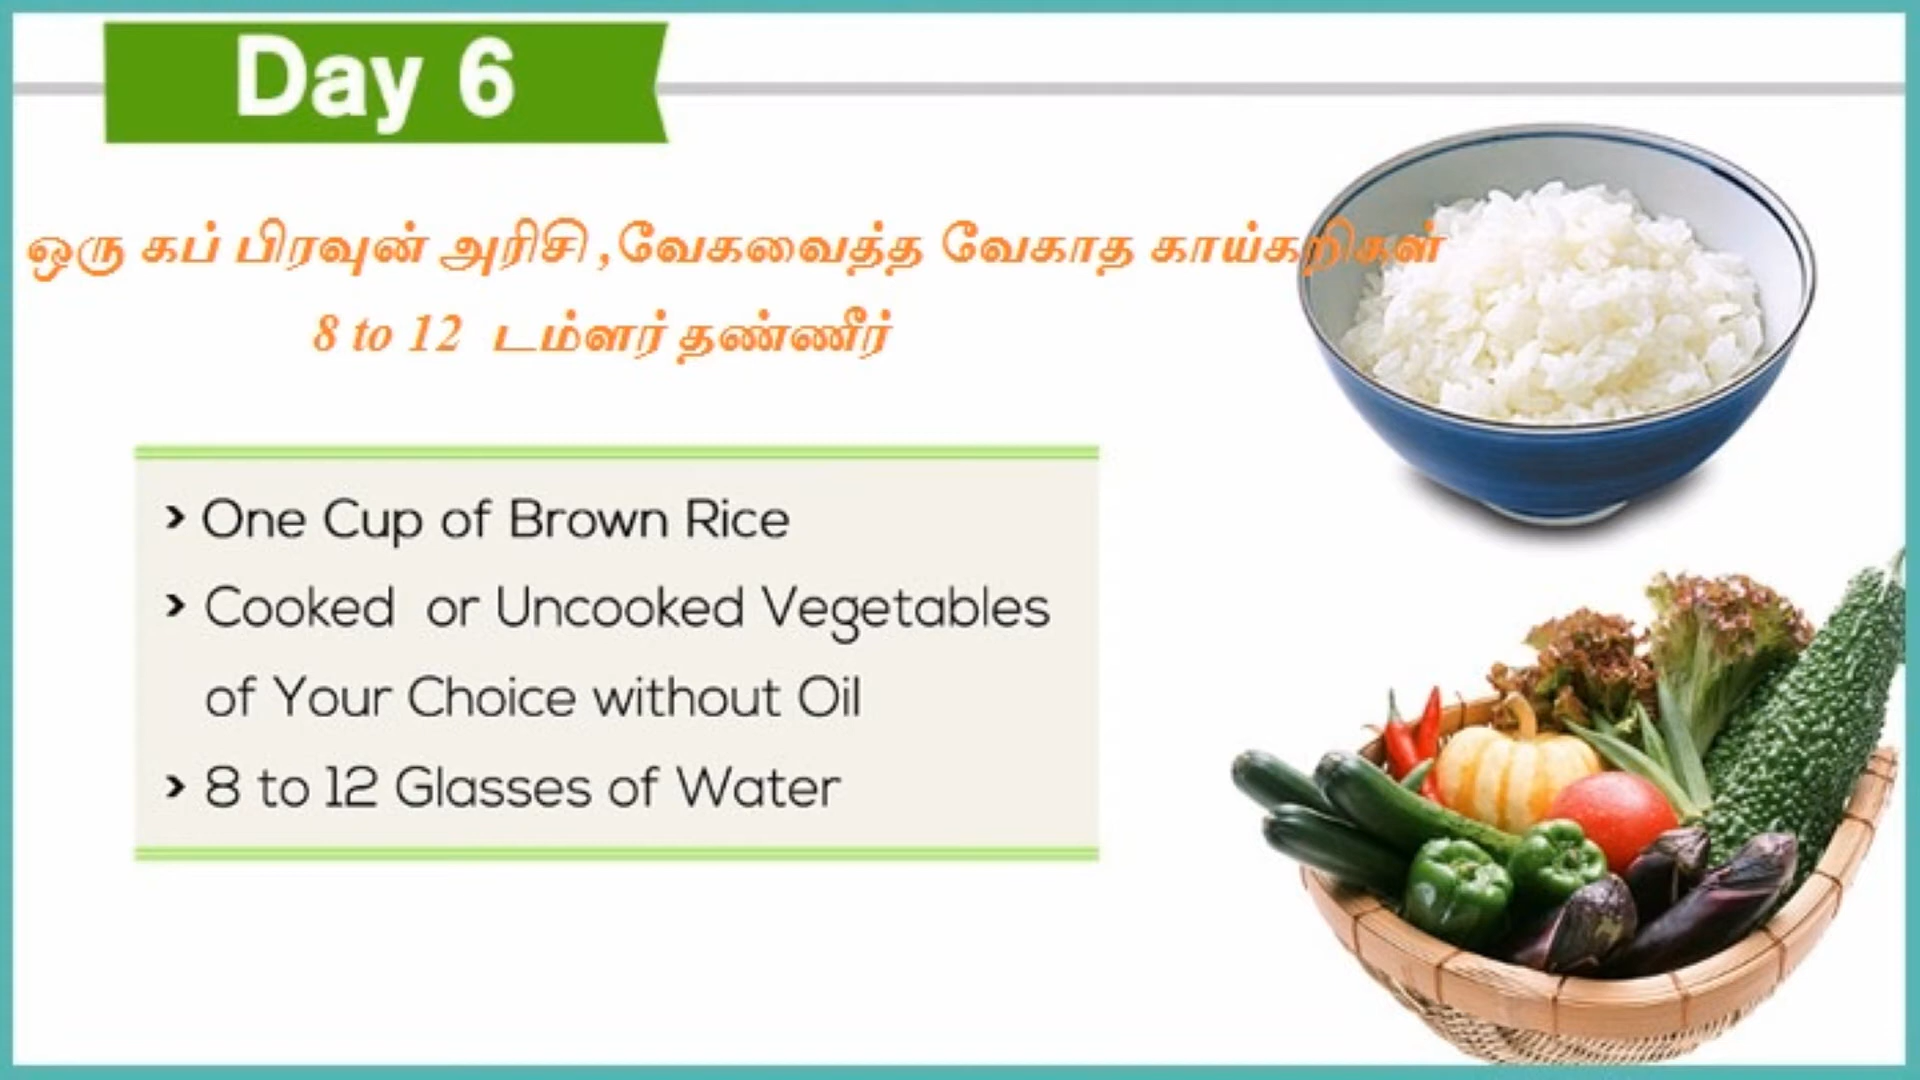 Day 6
ஒரு கப் பிரவுன் அரிசி ,வேகவைத்த வேகாத காய்கறிகள்
8 to 12 டம்ளர் தண்ணீர்
› One Cup of Brown Rice
› Cooked or Uncooked Vegetables
of Your Choice without Oil
› 8 to 12 Glasses of Water